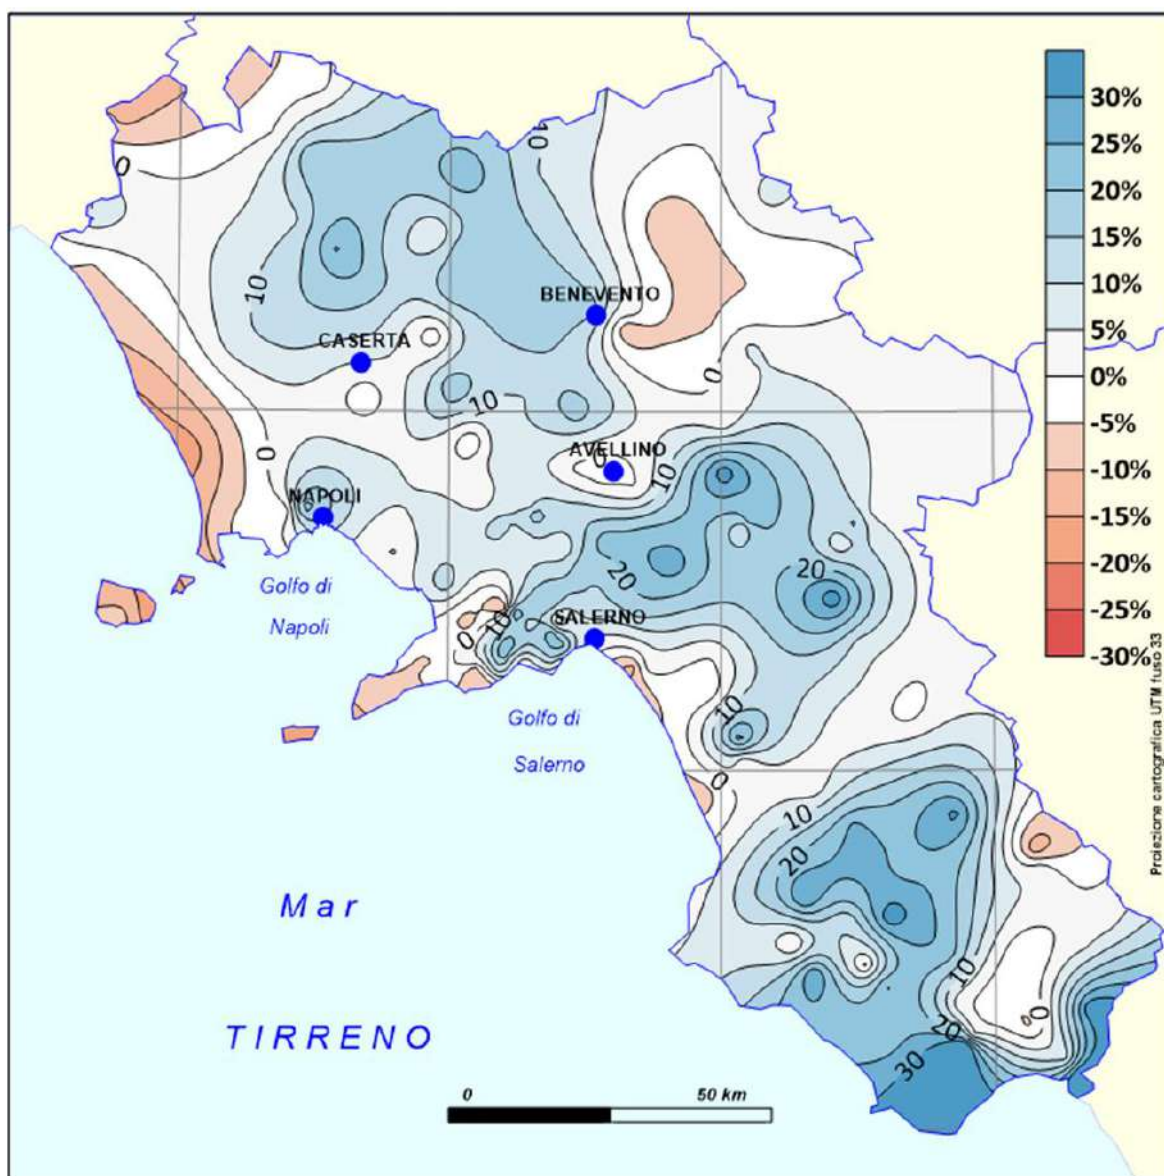 10
0
30%
25%
20%
15%
10%
5%
0%
-5%
-10%
-15%
-20%
-25%
-30%
10
BENEVENTO
CASERTA
0
10
0
AVELLINO
0
10
NAPOLI
20
20
Golfo di
Napoli
SALERNO
10
0
Golfo di
Salerno
10
0
10
20
Mar
TIRRENO
10
0
20
30
0 50 km
Proiezione cartografica UTM fuso 33